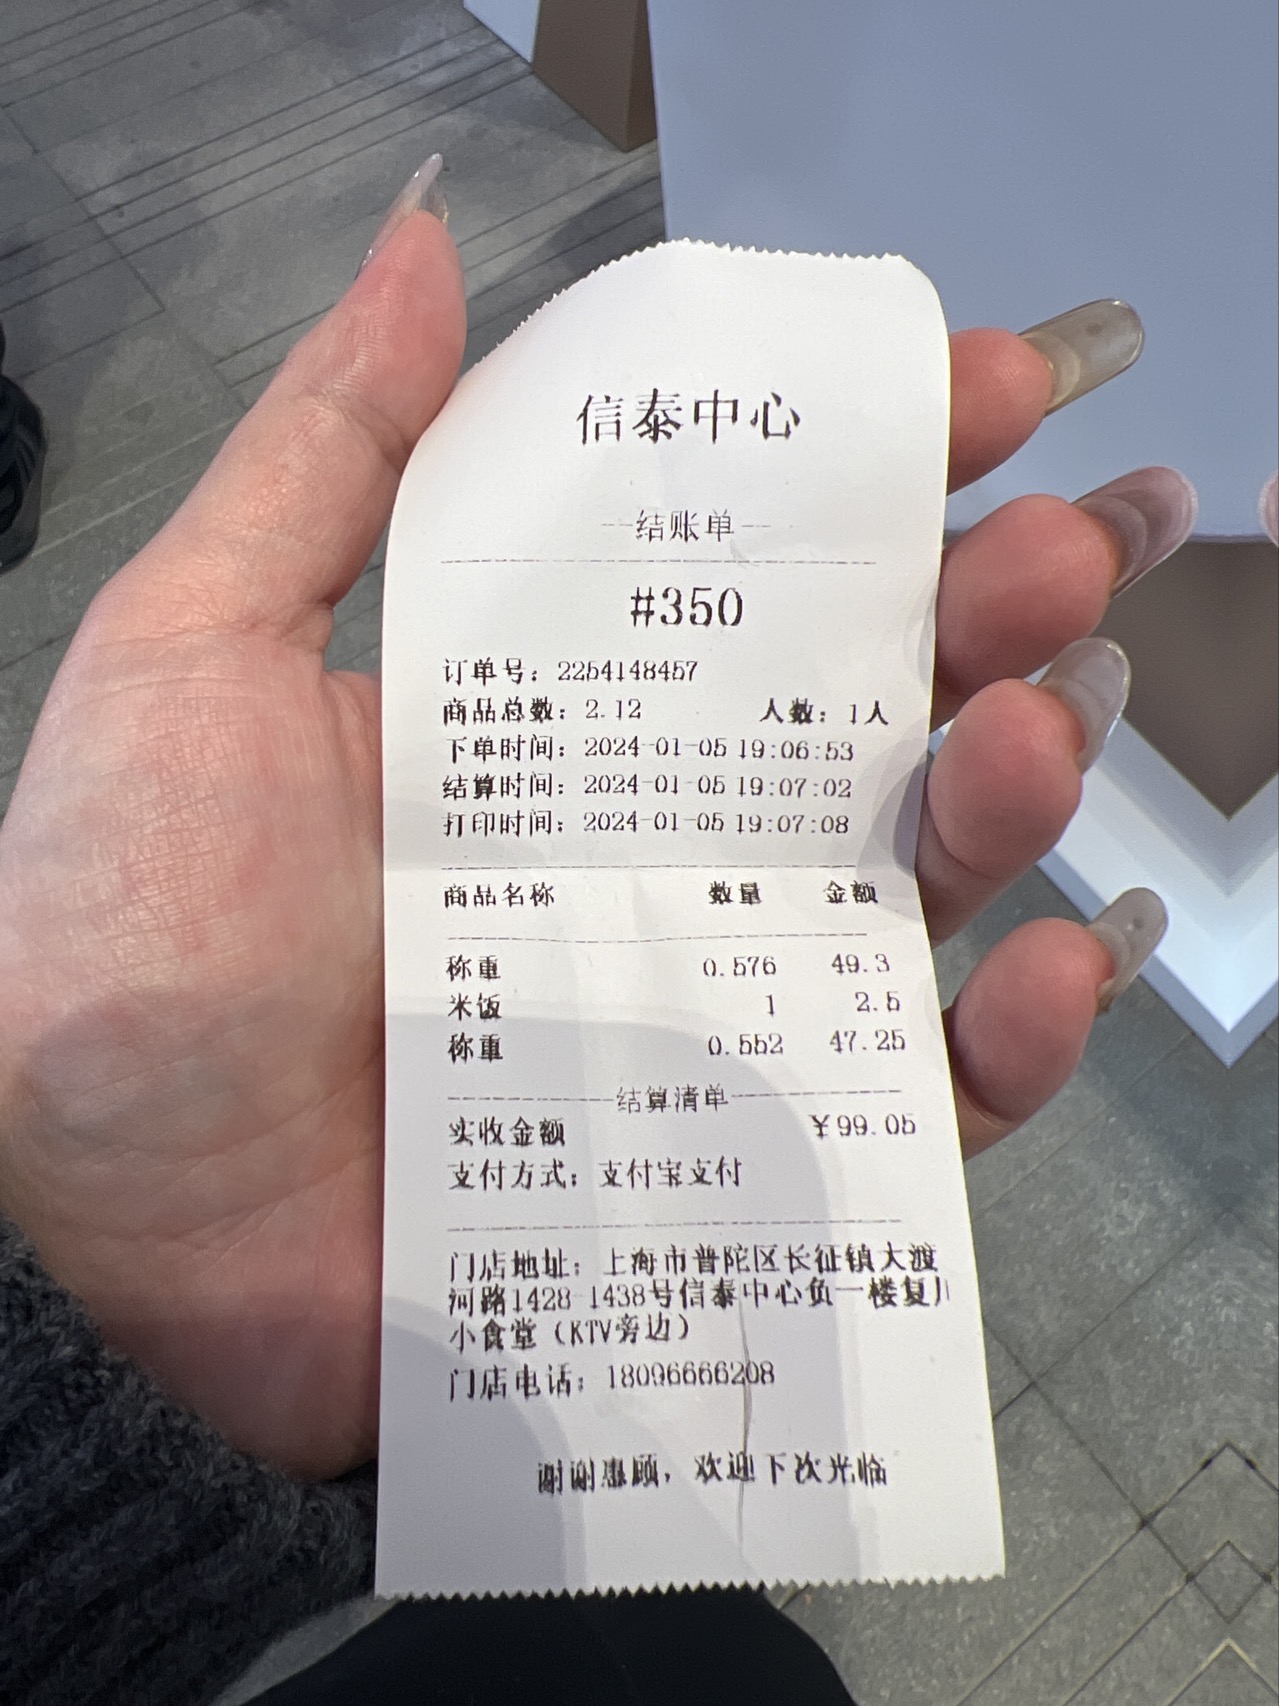 信泰中心
结账单
#350
订单号：2254148457
商品总数：2.12 人数：1人
下单时间：2024-01-05 19:06:53
结算时间：2024-01-05 19:07:02
打印时间：2024-01-05 19:07:08
商品名称 数量 金额
称重 0.576 49.3
米饭 1 2.5
称重 0.552 47.25
结算清单
实收金额 ￥99.05
支付方式：支付宝支付
门店地址：上海市普陀区长征镇大渡
河路1428-1438号信泰中心负一楼复
小食堂（KTV旁边）
门店电话：18096666208
谢谢惠顾，欢迎下次光临